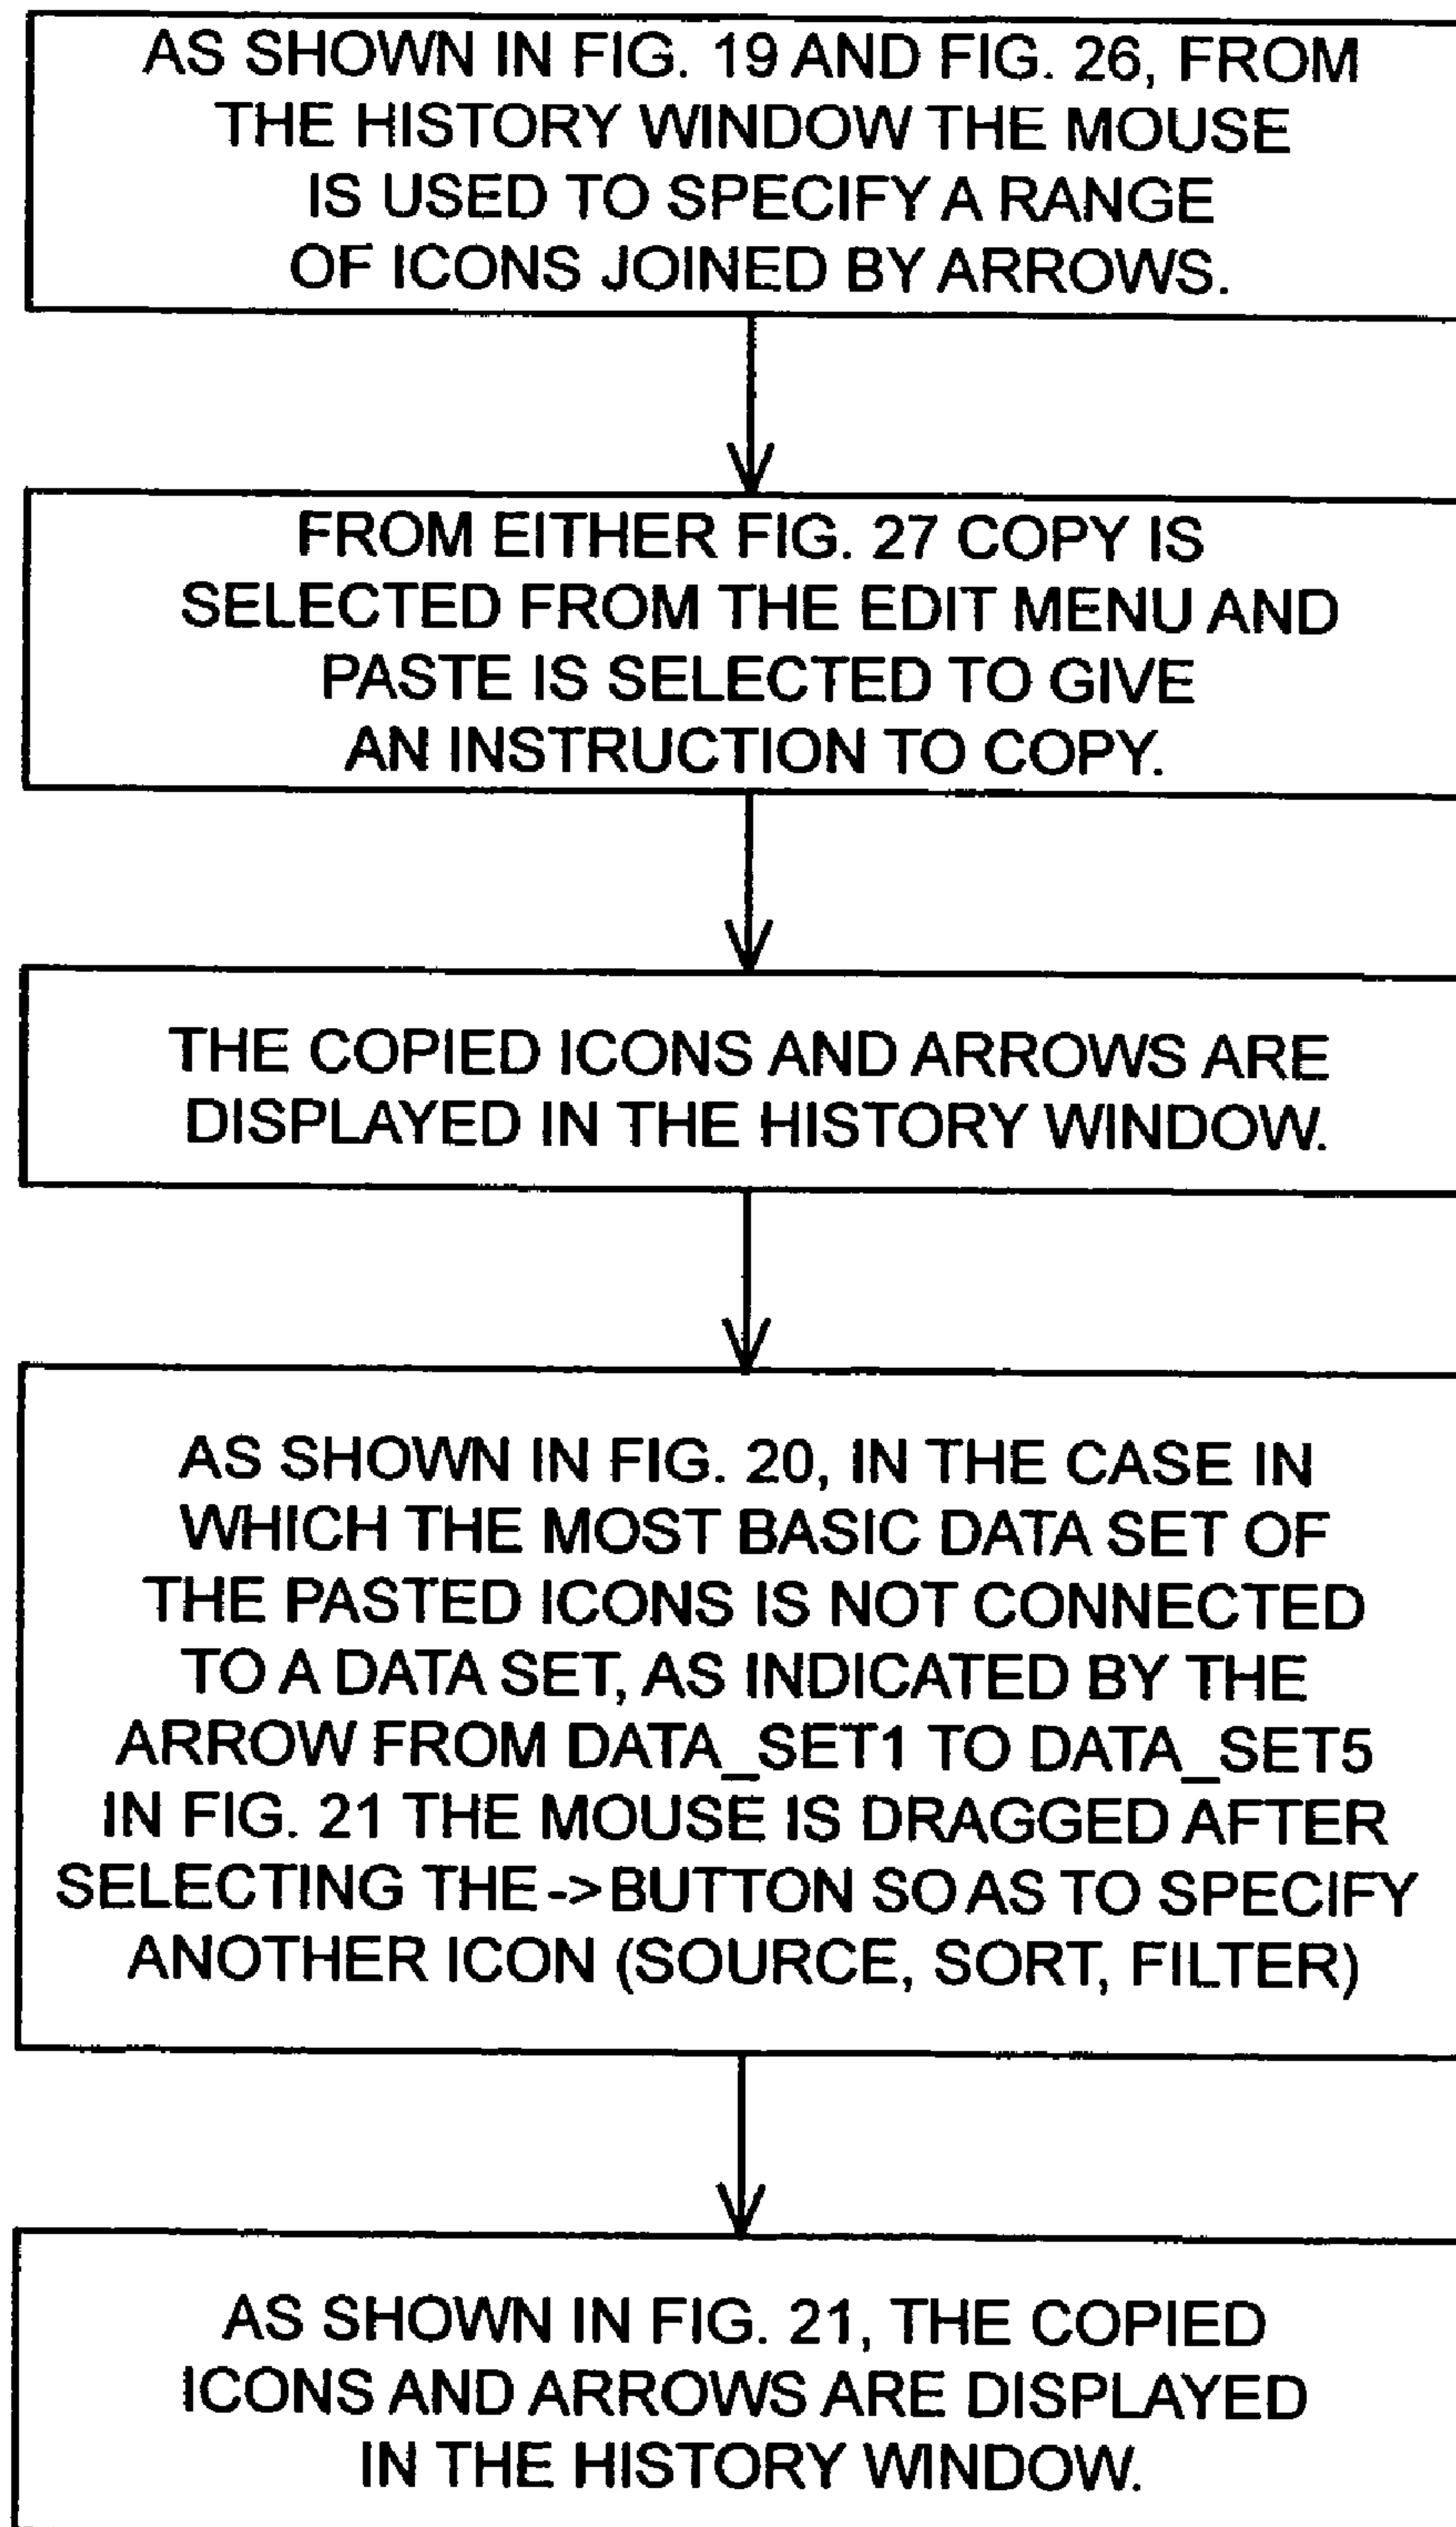 AS SHOWN IN FIG. 19 AND FIG. 26, FROM
THE HISTORY WINDOW THE MOUSE
IS USED TO SPECIFY A RANGE
OF ICONS JOINED BY ARROWS.
FROM EITHER FIG. 27 COPY IS
SELECTED FROM THE EDIT MENU AND
PASTE IS SELECTED TO GIVE
AN INSTRUCTION TO COPY.
THE COPIED ICONS AND ARROWS ARE
DISPLAYED IN THE HISTORY WINDOW.
AS SHOWN IN FIG. 20, IN THE CASE IN
WHICH THE MOST BASIC DATA SET OF
THE PASTED ICONS IS NOT CONNECTED
TO A DATA SET, AS INDICATED BY THE
ARROW FROM DATA_SET1 TO DATA_SET5
IN FIG. 21 THE MOUSE IS DRAGGED AFTER
SELECTING THE->BUTTON SO AS TO SPECIFY
ANOTHER ICON (SOURCE, SORT, FILTER)
AS SHOWN IN FIG. 21, THE COPIED
ICONS AND ARROWS ARE DISPLAYED
IN THE HISTORY WINDOW.